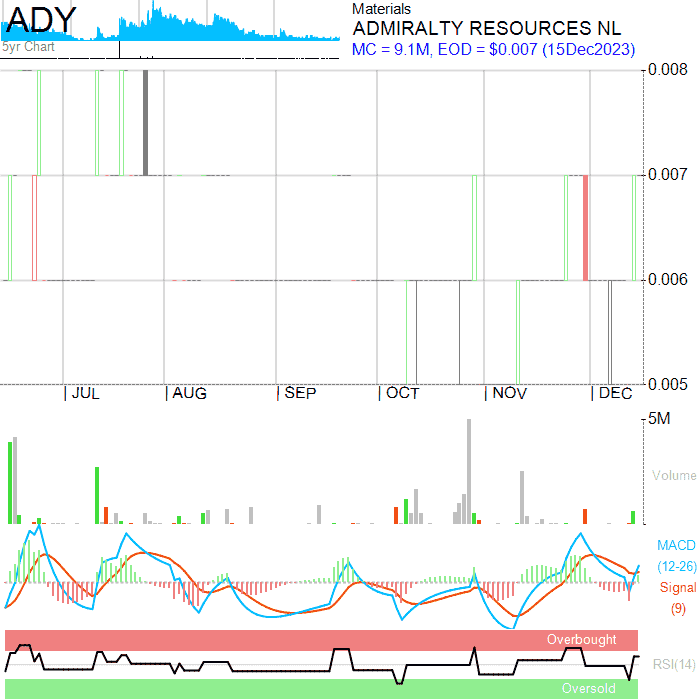 ADY
5yr Chart
Materials
ADMIRALTY RESOURCES NL
MC = 9.1M, EOD = $0.007 (15Dec2023)
0.008
0.007
0.006
0.005
| JUL | AUG | SEP | OCT | NOV | DEC
5M
Volume
MACD
(12-26)
Signal
(9)
Overbought
RSI(14)
Oversold